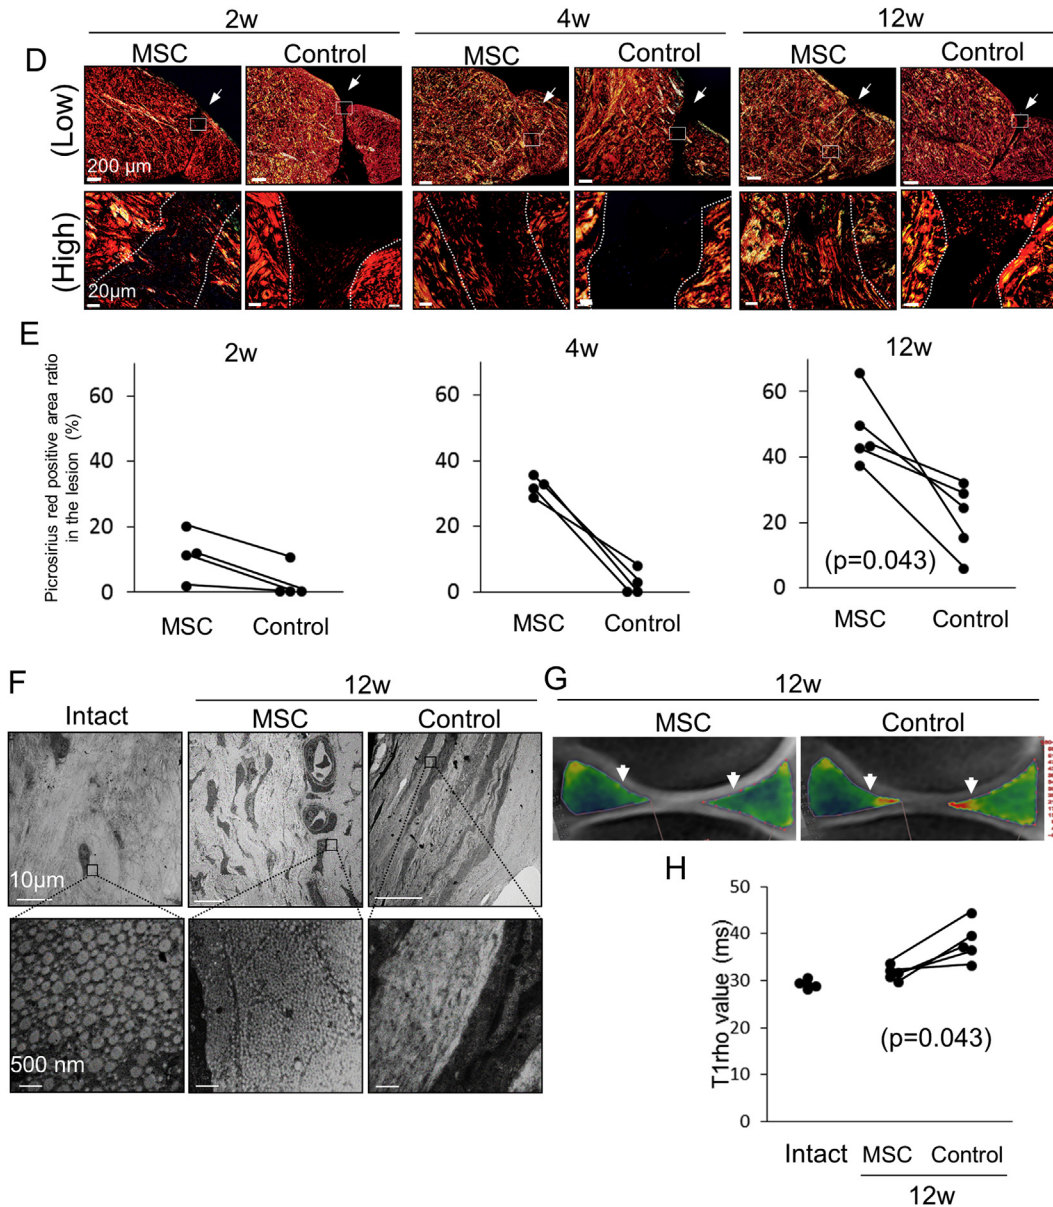 2w 4w 12w
D MSC Control MSC Control MSC Control
(Low)
200 μm
(High)
20μm
E
2w 4w 12w
Picrosirius red positive area ratio
in the lesion (%)
60 60 60
40 40 40
20 20 20
0 0 0
(p=0.043)
MSC Control MSC Control MSC Control
F 12w
Intact MSC Control
10μm
500 nm
G 12w
MSC Control
H
T1rho value (ms)
50
40
30
20
10
0
(p=0.043)
Intact MSC Control
12w